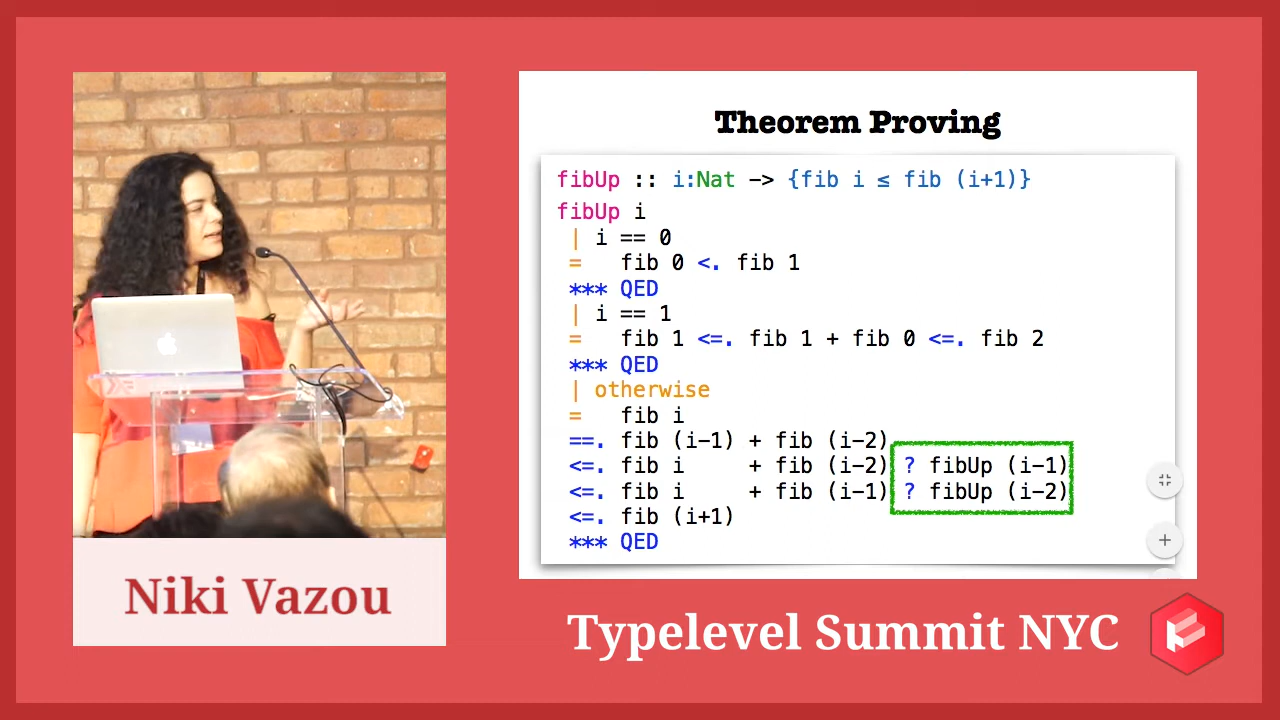 Theorem Proving
fibUp :: i:Nat -> {fib i ≤ fib (i+1)}
fibUp i
| i == 0
= fib 0 <. fib 1
*** QED
| i == 1
= fib 1 <=. fib 1 + fib 0 <=. fib 2
*** QED
| otherwise
= fib i
==. fib (i-1) + fib (i-2)
<=. fib i + fib (i-2) ? fibUp (i-1)
<=. fib i + fib (i-1) ? fibUp (i-2)
<=. fib (i+1)
*** QED
Niki Vazou
Typelevel Summit NYC